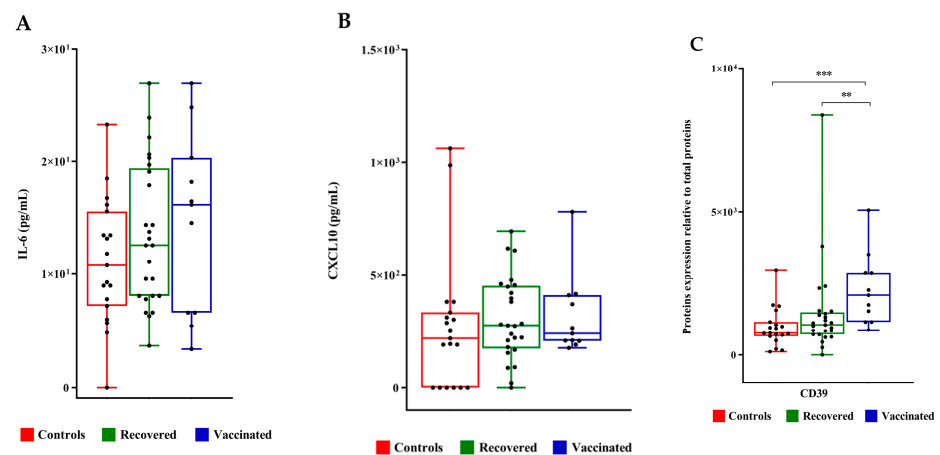 A
IL-6 (pg/mL)
3×10¹
2×10¹
1×10¹
0
Controls Recovered Vaccinated
B
CXCL10 (pg/mL)
1.5×10³
1×10³
5×10²
0
Controls Recovered Vaccinated
C
Proteins expression relative to total proteins
1×10⁴
5×10³
0
***
**
CD39
Controls Recovered Vaccinated